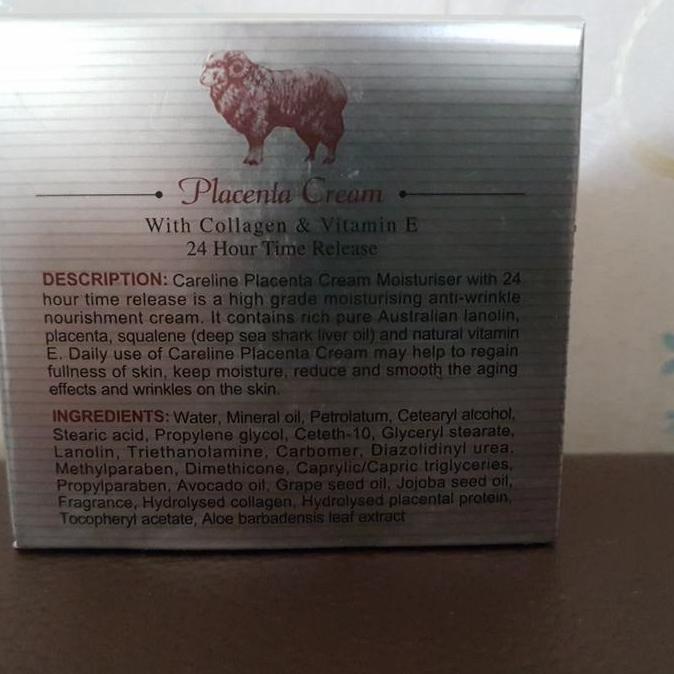 Placenta Cream
With Collagen & Vitamin E
24 Hour Time Release
DESCRIPTION: Careline Placenta Cream Moisturiser with 24
hour time release is a high grade moisturising anti-wrinkle
nourishment cream. It contains rich pure Australian lanolin,
placenta, squalene (deep sea shark liver oil) and natural vitamin
E. Daily use of Careline Placenta Cream may help to regain
fullness of skin, keep moisture, reduce and smooth the aging
effects and wrinkles on the skin.
INGREDIENTS: Water, Mineral oil, Petrolatum, Cetearyl alcohol,
Stearic acid, Propylene glycol, Ceteth-10, Glyceryl stearate,
Lanolin, Triethanolamine, Carbomer, Diazolidinyl urea.
Methylparaben, Dimethicone, Caprylic/Capric triglyceries,
Propylparaben, Avocado oil, Grape seed oil, Jojoba seed oil,
Fragrance, Hydrolysed collagen, Hydrolysed placental protein,
Tocopheryl acetate, Aloe barbadensis leaf extract